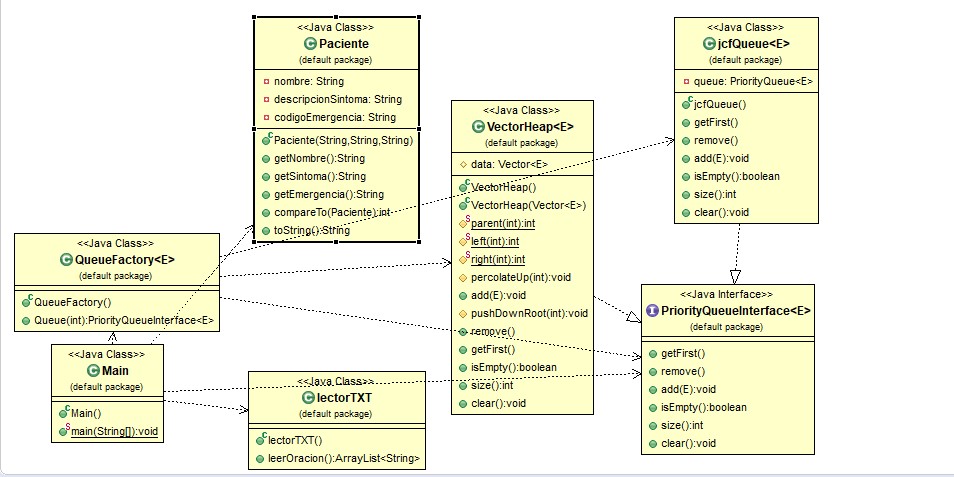 <<Java Class>>
Paciente
(default package)
nombre: String
descripcionSintoma: String
codigoEmergencia: String
Paciente(String,String,String)
getNombre():String
getSintoma():String
getEmergencia():String
compareTo(Paciente):int
toString():String
<<Java Class>>
jcfQueue<E>
(default package)
queue: PriorityQueue<E>
jcfQueue()
getFirst()
remove()
add(E):void
isEmpty():boolean
size():int
clear():void
<<Java Class>>
VectorHeap<E>
(default package)
data: Vector<E>
VectorHeap()
VectorHeap(Vector<E>)
parent(int):int
left(int):int
right(int):int
percolateUp(int):void
add(E):void
pushDownRoot(int):void
remove()
getFirst()
isEmpty():boolean
size():int
clear():void
<<Java Class>>
QueueFactory<E>
(default package)
QueueFactory()
Queue(int):PriorityQueueInterface<E>
<<Java Interface>>
PriorityQueueInterface<E>
(default package)
getFirst()
remove()
add(E):void
isEmpty():boolean
size():int
clear():void
<<Java Class>>
Main
(default package)
Main()
main(String[]):void
<<Java Class>>
lectorTXT
(default package)
lectorTXT()
leerOracion():ArrayList<String>